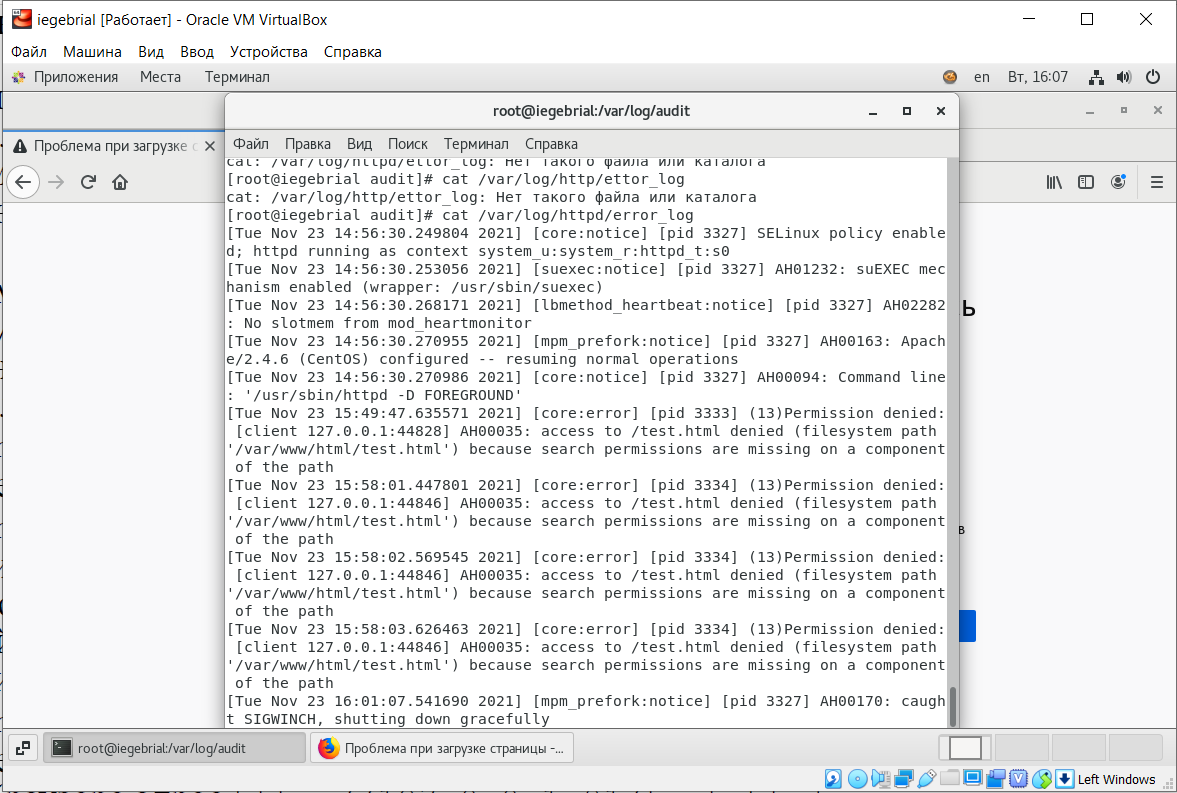 iegebrial [Работает] - Oracle VM VirtualBox
Файл Машина Вид Ввод Устройства Справка
Приложения Места Терминал en Вт, 16:07
root@iegebrial:/var/log/audit
Проблема при загрузке с
Файл Правка Вид Поиск Терминал Справка
cat: /var/log/httpd/ettor_log: Нет такого файла или каталога
[root@iegebrial audit]# cat /var/log/http/ettor_log
cat: /var/log/http/ettor_log: Нет такого файла или каталога
[root@iegebrial audit]# cat /var/log/httpd/error_log
[Tue Nov 23 14:56:30.249804 2021] [core:notice] [pid 3327] SELinux policy enable
d; httpd running as context system_u:system_r:httpd_t:s0
[Tue Nov 23 14:56:30.253056 2021] [suexec:notice] [pid 3327] AH01232: suEXEC mec
hanism enabled (wrapper: /usr/sbin/suexec)
[Tue Nov 23 14:56:30.268171 2021] [lbmethod_heartbeat:notice] [pid 3327] AH02282
: No slotmem from mod_heartmonitor
[Tue Nov 23 14:56:30.270955 2021] [mpm_prefork:notice] [pid 3327] AH00163: Apach
e/2.4.6 (CentOS) configured -- resuming normal operations
[Tue Nov 23 14:56:30.270986 2021] [core:notice] [pid 3327] AH00094: Command line
: '/usr/sbin/httpd -D FOREGROUND'
[Tue Nov 23 15:49:47.635571 2021] [core:error] [pid 3333] (13)Permission denied:
[client 127.0.0.1:44828] AH00035: access to /test.html denied (filesystem path
'/var/www/html/test.html') because search permissions are missing on a component
of the path
[Tue Nov 23 15:58:01.447801 2021] [core:error] [pid 3334] (13)Permission denied:
[client 127.0.0.1:44846] AH00035: access to /test.html denied (filesystem path
'/var/www/html/test.html') because search permissions are missing on a component
of the path
[Tue Nov 23 15:58:02.569545 2021] [core:error] [pid 3334] (13)Permission denied:
[client 127.0.0.1:44846] AH00035: access to /test.html denied (filesystem path
'/var/www/html/test.html') because search permissions are missing on a component
of the path
[Tue Nov 23 15:58:03.626463 2021] [core:error] [pid 3334] (13)Permission denied:
[client 127.0.0.1:44846] AH00035: access to /test.html denied (filesystem path
'/var/www/html/test.html') because search permissions are missing on a component
of the path
[Tue Nov 23 16:01:07.541690 2021] [mpm_prefork:notice] [pid 3327] AH00170: caugh
t SIGWINCH, shutting down gracefully
root@iegebrial:/var/log/audit Проблема при загрузке страницы -...
Left Windows